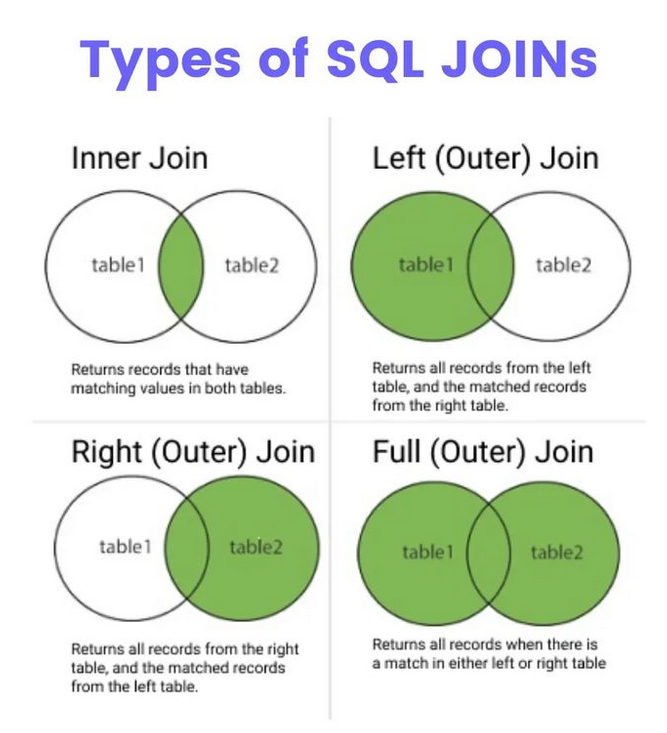 Types of SQL JOINs
Inner Join
table1
table2
Returns records that have
matching values in both tables.
Left (Outer) Join
table1
table2
Returns all records from the left
table, and the matched records
from the right table.
Right (Outer) Join
table1
table2
Returns all records from the right
table, and the matched records
from the left table.
Full (Outer) Join
table1
table2
Returns all records when there is
a match in either left or right table